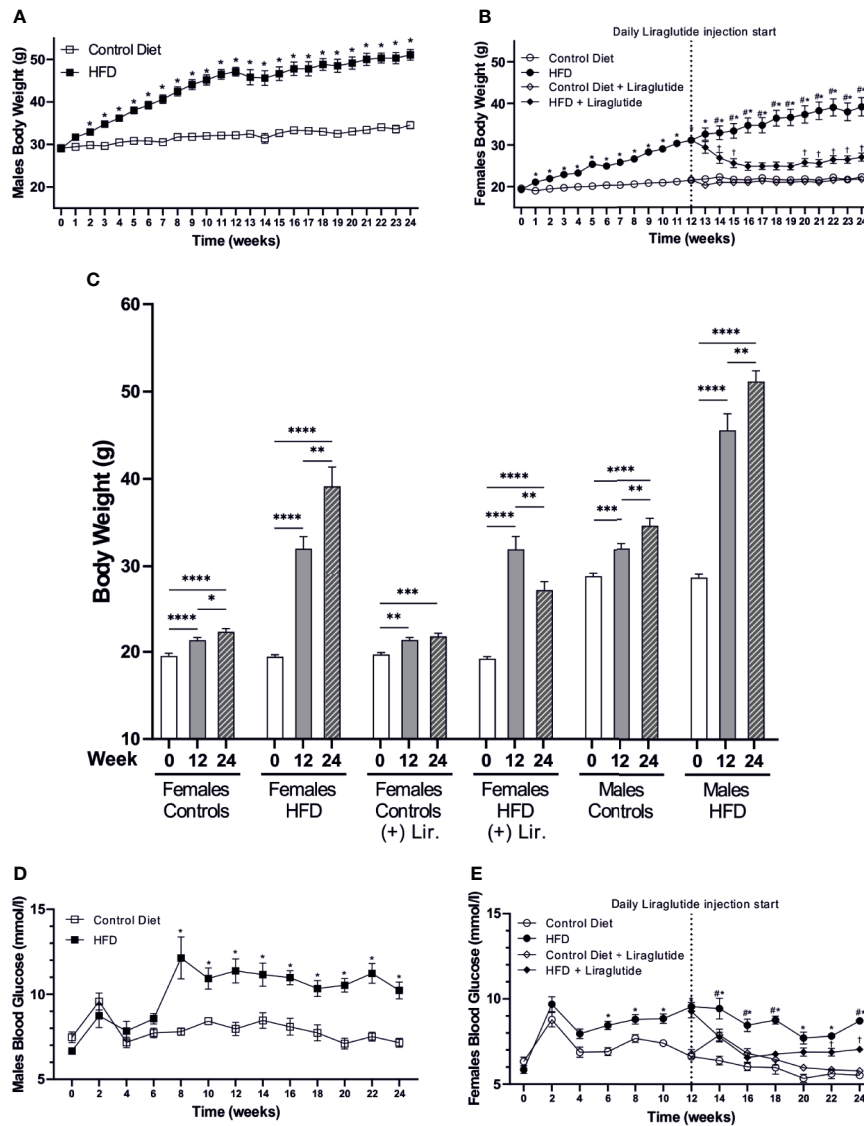 A
Males Body Weight (g)
50
40
30
20
Control Diet
HFD
* * * * * * * * * * * * * * * * * * * * * * *
0 1 2 3 4 5 6 7 8 9 10 11 12 13 14 15 16 17 18 19 20 21 22 23 24
Time (weeks)
B
Daily Liraglutide injection start
Females Body Weight (g)
50
40
30
20
Control Diet
HFD
Control Diet + Liraglutide
HFD + Liraglutide
0 1 2 3 4 5 6 7 8 9 10 11 12 13 14 15 16 17 18 19 20 21 22 23 24
Time (weeks)
C
Body Weight (g)
60
50
40
30
20
10
**** * ****
**** ** ****
*** **
**** ** ****
**** ** ***
**** ** ****
Week 0 12 24 0 12 24 0 12 24 0 12 24 0 12 24 0 12 24
Females Controls
Females HFD
Females Controls (+) Lir.
Females HFD (+) Lir.
Males Controls
Males HFD
D
Males Blood Glucose (mmol/l)
15
10
5
Control Diet
HFD
* * * * * * * * *
0 2 4 6 8 10 12 14 16 18 20 22 24
Time (weeks)
E
Daily Liraglutide injection start
Females Blood Glucose (mmol/l)
15
10
5
Control Diet
HFD
Control Diet + Liraglutide
HFD + Liraglutide
0 2 4 6 8 10 12 14 16 18 20 22 24
Time (weeks)